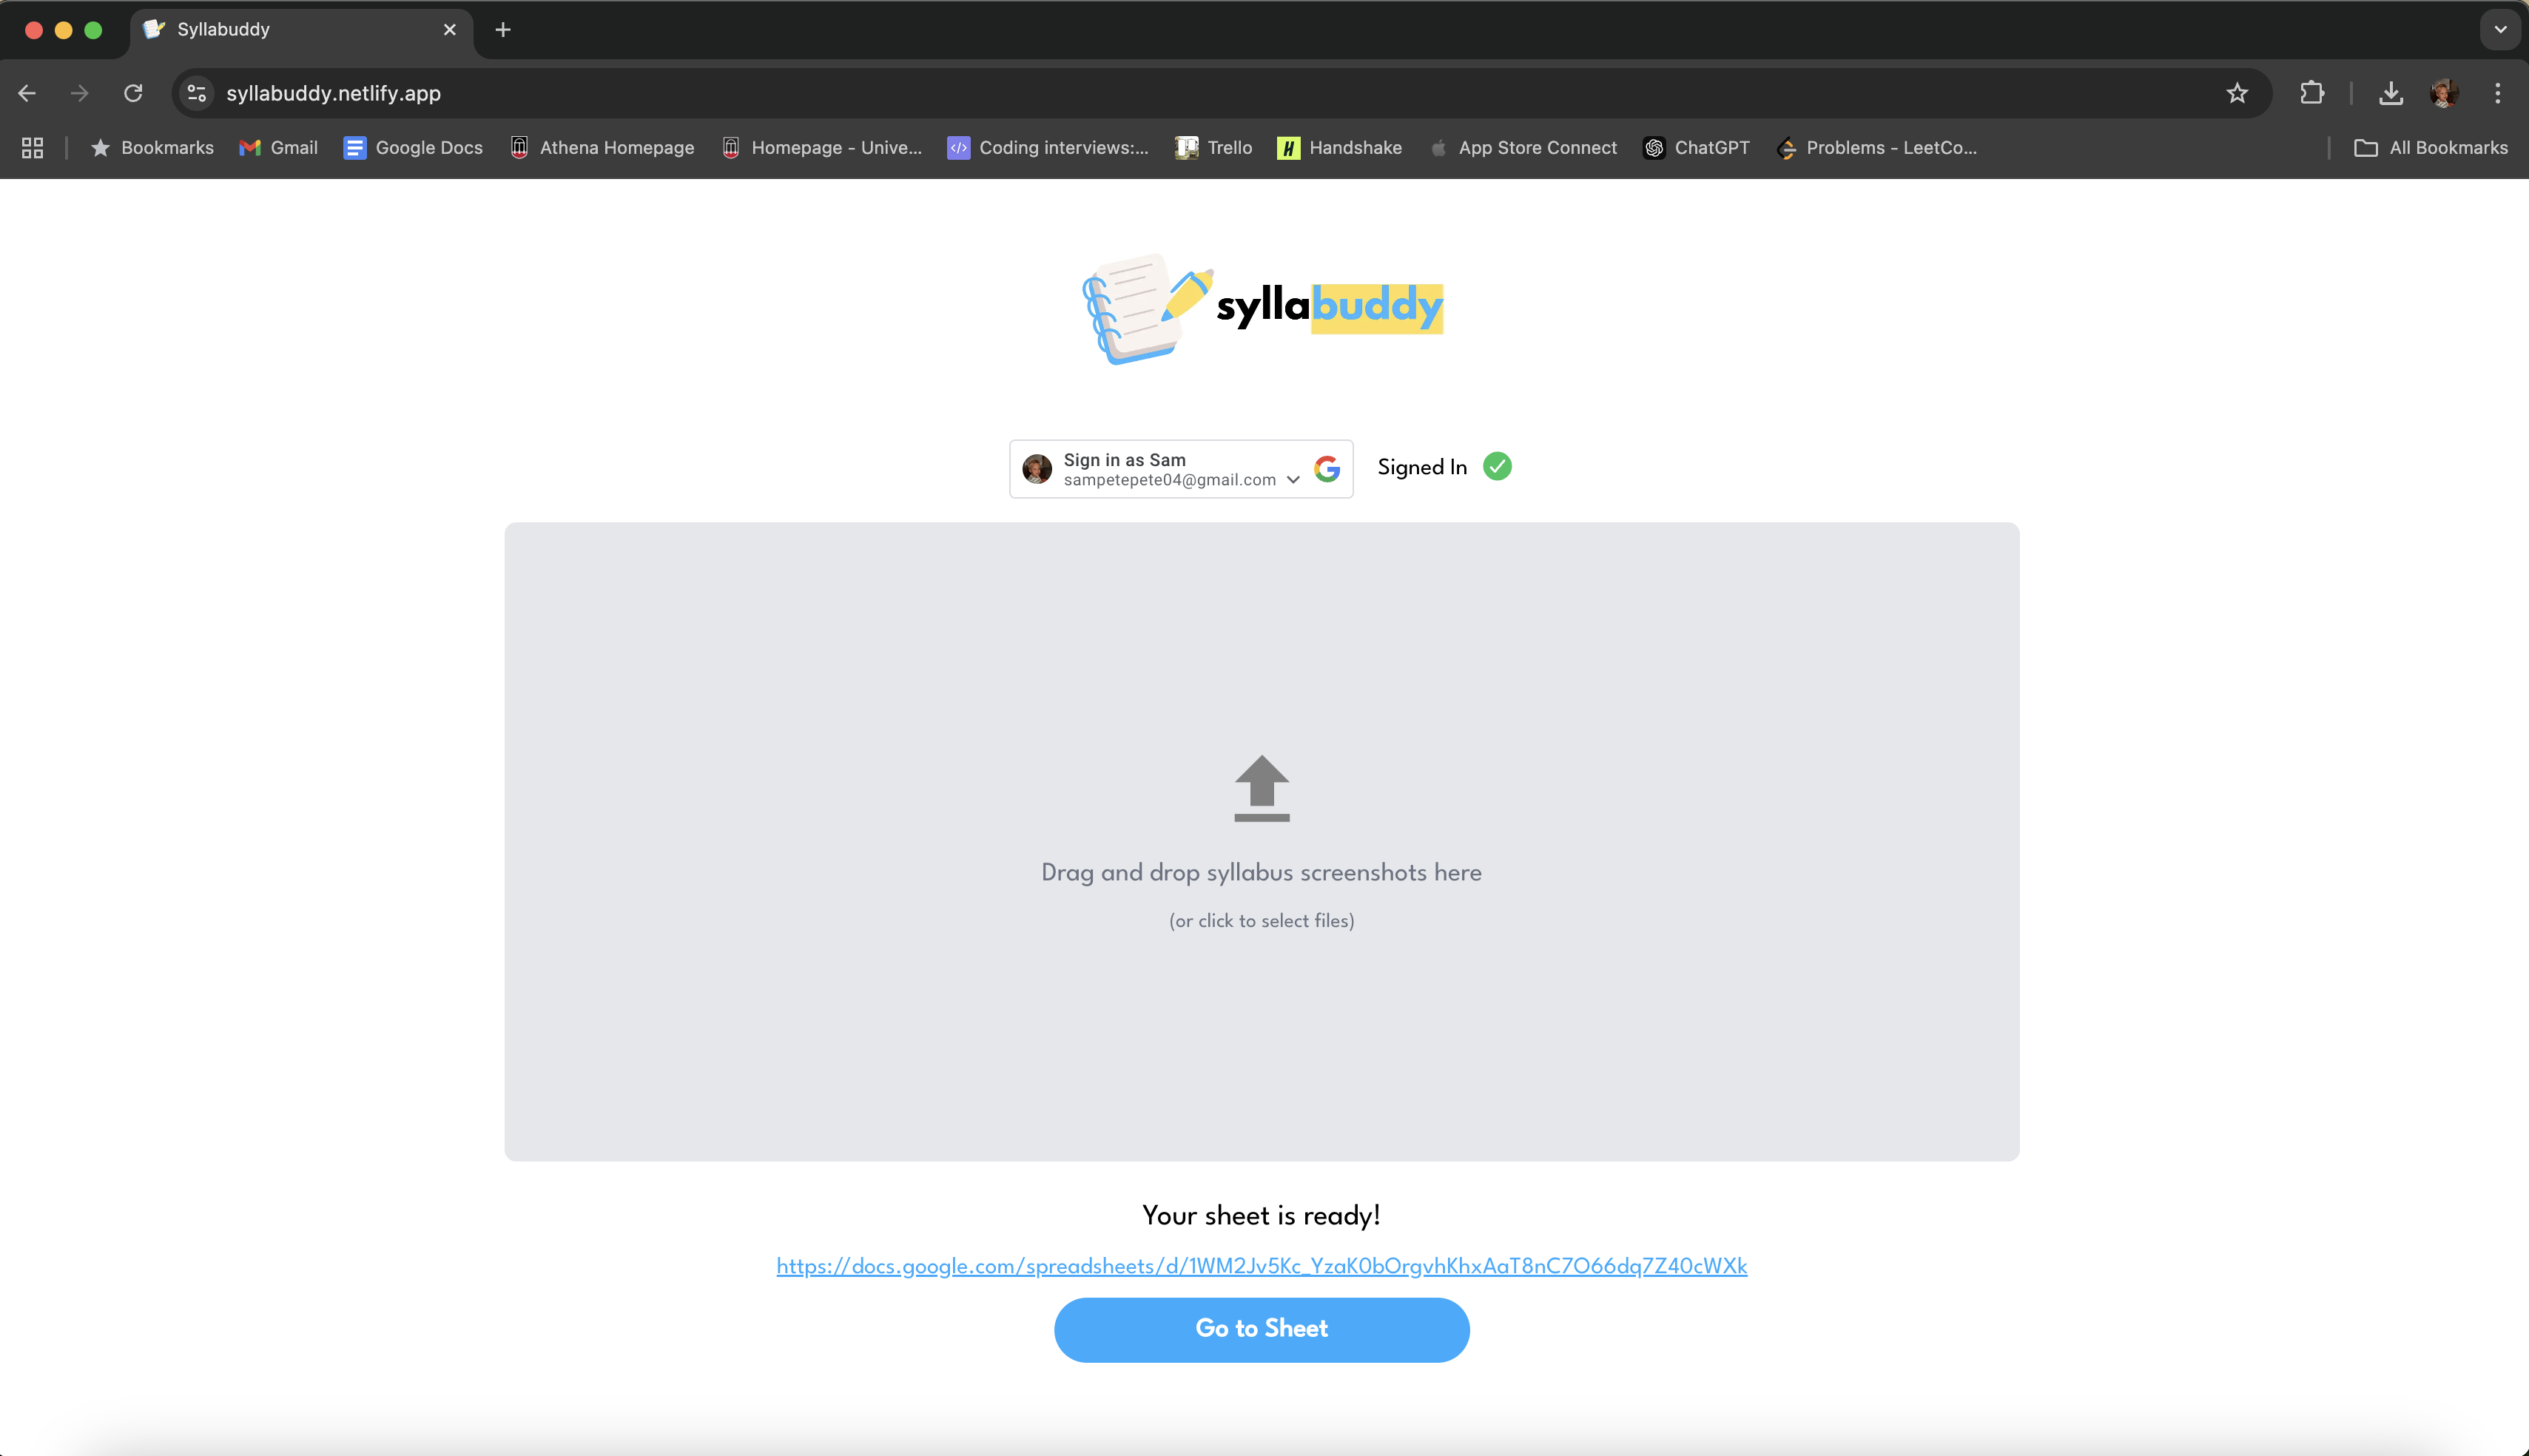 Syllabuddy
syllabuddy.netlify.app
Bookmarks Gmail Google Docs Athena Homepage Homepage - Unive... Coding interviews:... Trello Handshake App Store Connect ChatGPT Problems - LeetCo... All Bookmarks
syllabuddy
Sign in as Sam
sampetepete04@gmail.com
Signed In
Drag and drop syllabus screenshots here
(or click to select files)
Your sheet is ready!
https://docs.google.com/spreadsheets/d/1WM2Jv5Kc_YzaK0bOrgvhKhxAaT8nC7O66dq7Z40cWXk
Go to Sheet